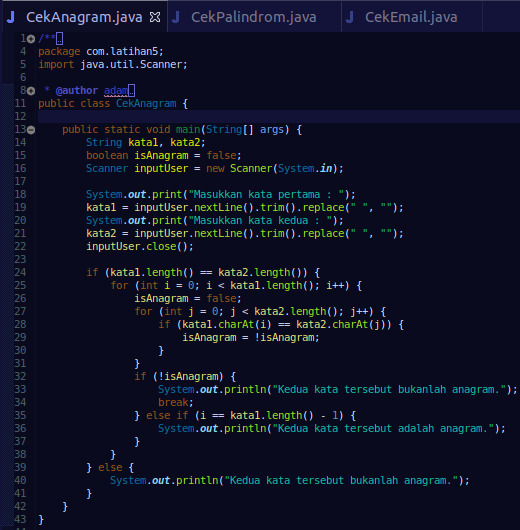 CekAnagram.java CekPalindrom.java CekEmail.java
1 /**..
4 package com.latihan5;
5 import java.util.Scanner;
6
8 * @author adam..
11 public class CekAnagram {
12
13 public static void main(String[] args) {
14 String kata1, kata2;
15 boolean isAnagram = false;
16 Scanner inputUser = new Scanner(System.in);
17
18 System.out.print("Masukkan kata pertama : ");
19 kata1 = inputUser.nextLine().trim().replace(" ", "");
20 System.out.print("Masukkan kata kedua : ");
21 kata2 = inputUser.nextLine().trim().replace(" ", "");
22 inputUser.close();
23
24 if (kata1.length() == kata2.length()) {
25 for (int i = 0; i < kata1.length(); i++) {
26 isAnagram = false;
27 for (int j = 0; j < kata2.length(); j++) {
28 if (kata1.charAt(i) == kata2.charAt(j)) {
29 isAnagram = !isAnagram;
30 }
31 }
32 if (!isAnagram) {
33 System.out.println("Kedua kata tersebut bukanlah anagram.");
34 break;
35 } else if (i == kata1.length() - 1) {
36 System.out.println("Kedua kata tersebut adalah anagram.");
37 }
38 }
39 } else {
40 System.out.println("Kedua kata tersebut bukanlah anagram.");
41 }
42 }
43 }